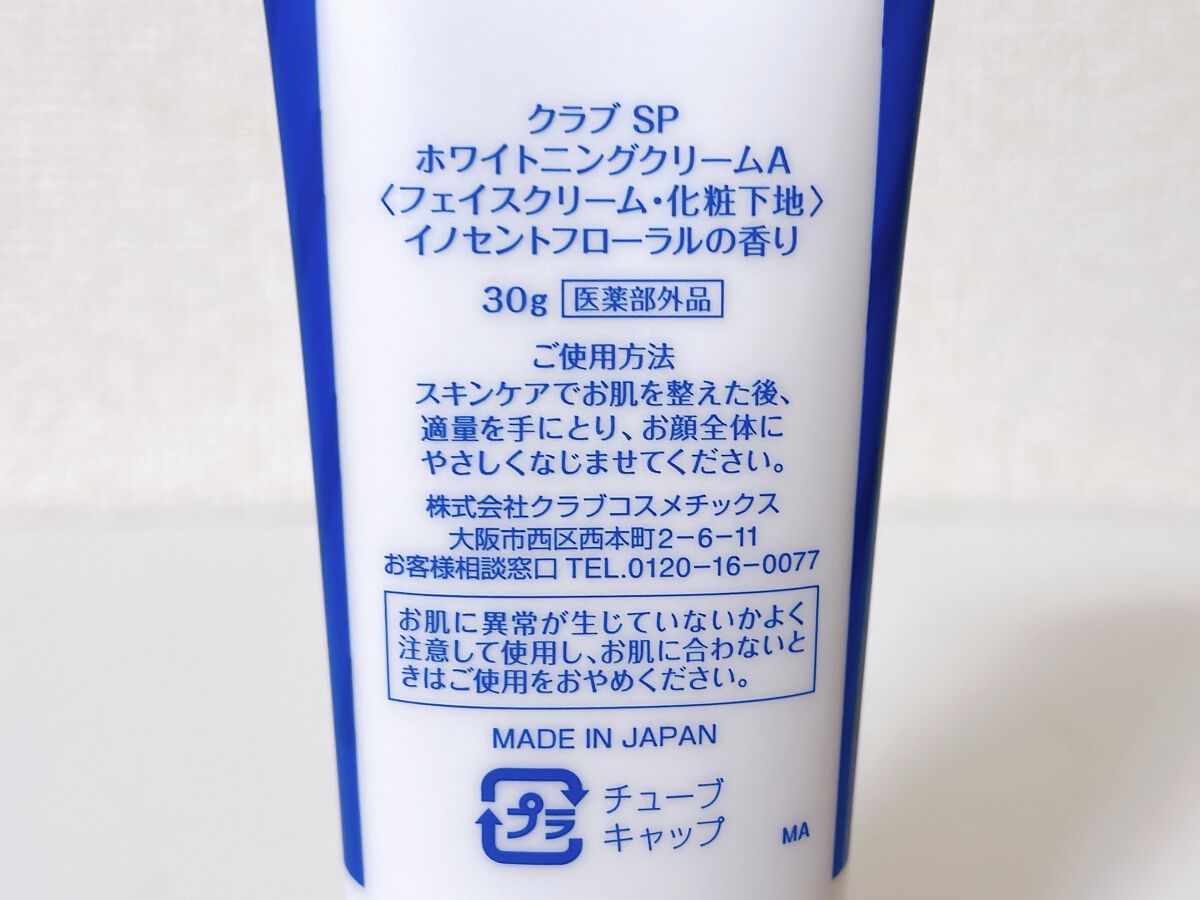 クラブ SP
ホワイトニングクリームA
〈フェイスクリーム・化粧下地〉
イノセントフローラルの香り
30g 医薬部外品
ご使用方法
スキンケアでお肌を整えた後、
適量を手にとり、お顔全体に
やさしくなじませてください。
株式会社クラブコスメチックス
大阪市西区西本町2-6-11
お客様相談窓口 TEL.0120-16-0077
お肌に異常が生じていないかよく
注意して使用し、お肌に合わないと
きはご使用をおやめください。
MADE IN JAPAN
プラ チューブ
キャップ
MA